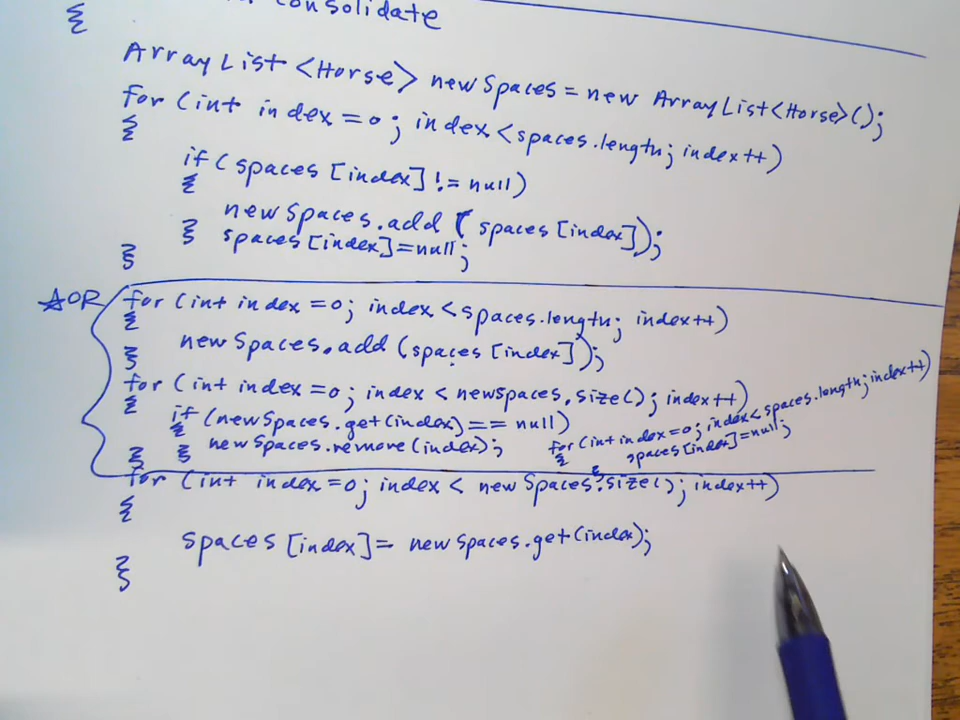 consolidate
{
ArrayList <Horse> newSpaces = new ArrayList<Horse>();
for (int index = 0; index < spaces.length; index++)
{
if (spaces [index] != null)
{
newSpaces.add (spaces [index]);
} spaces [index] = null;
}
OR for (int index = 0; index < spaces.length; index++)
{
newSpaces.add (spaces [index]);
}
for (int index = 0; index < newspaces.size(); index++)
{
if (newSpaces.get(index) == null)
{ newSpaces.remove (index);
} }
for (int index = 0; index < spaces.length; index++)
{ spaces [index] = null;
}
for (int index = 0; index < newSpaces.size(); index++)
{
spaces [index] = newSpaces.get(index);
}